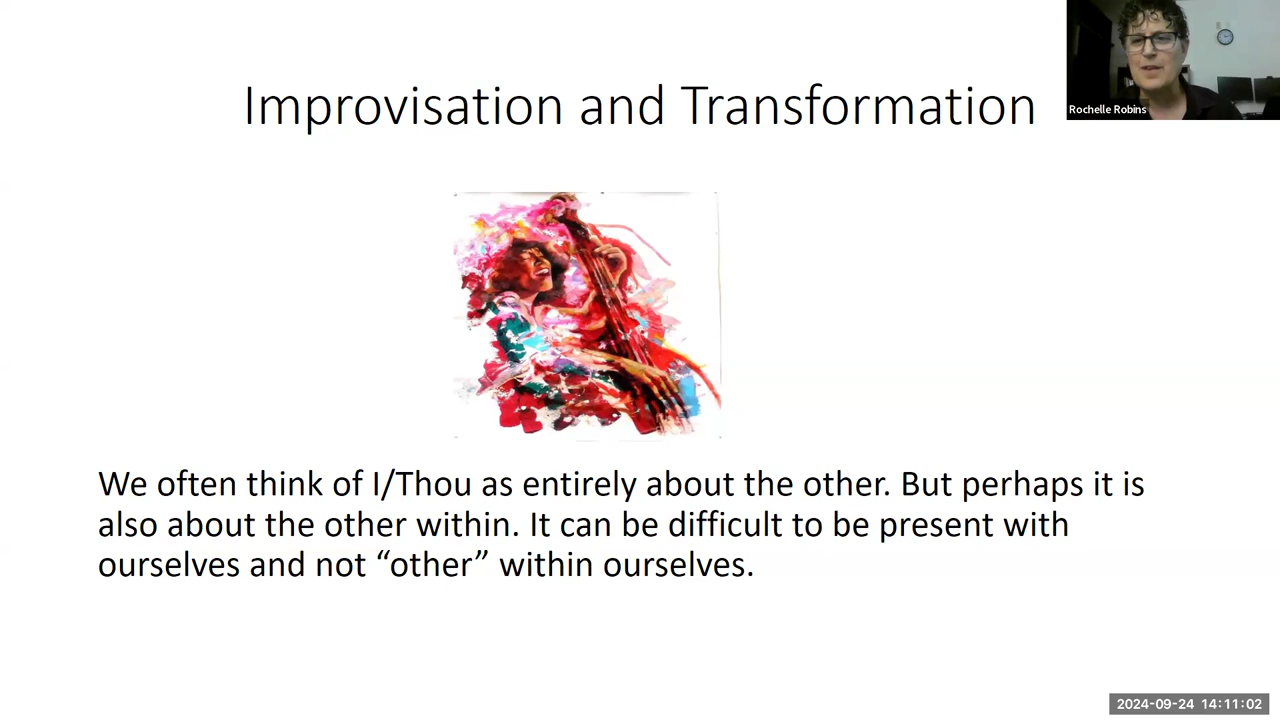 Improvisation and Transformation
Rochelle Robins
We often think of I/Thou as entirely about the other. But perhaps it is
also about the other within. It can be difficult to be present with
ourselves and not “other” within ourselves.
2024-09-24 14:11:02